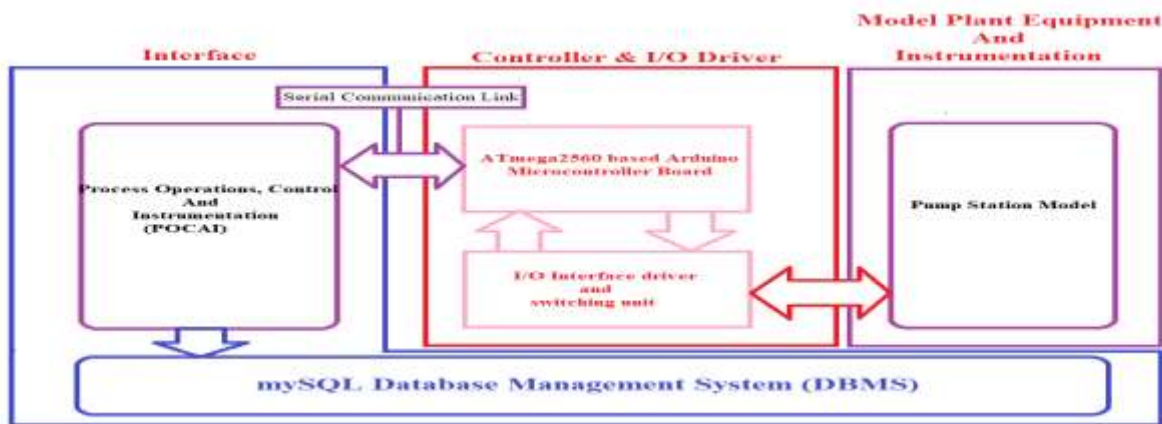 Interface
Controller & I/O Driver
Model Plant Equipment
And
Instrumentation
Serial Communication Link
Process Operations, Control
And
Instrumentation
(POCAI)
ATmega2560 based Arduino
Microcontroller Board
I/O Interface driver
and
switching unit
Pump Station Model
mySQL Database Management System (DBMS)